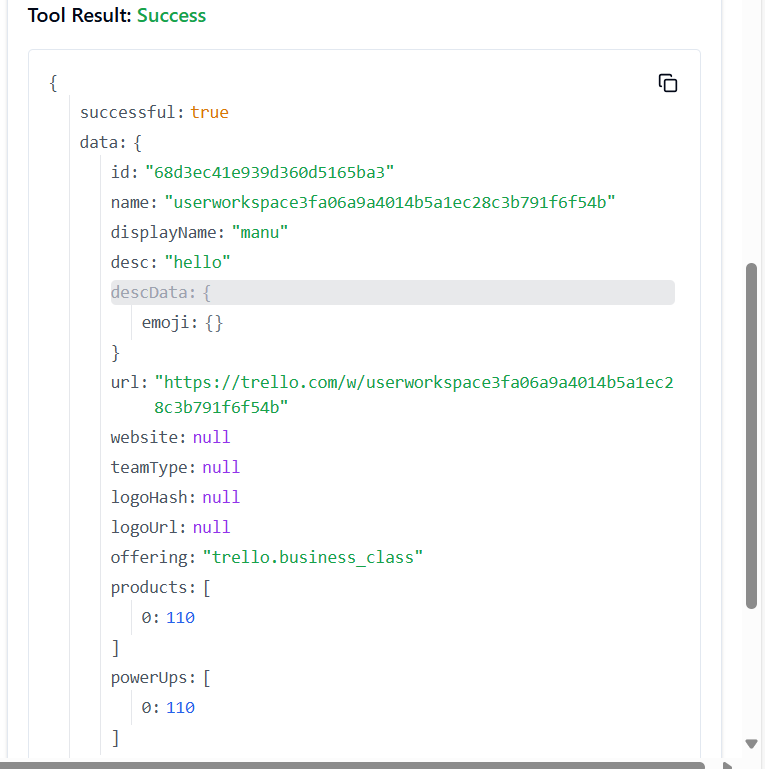 Tool Result: Success
{
successful: true
data: {
id: "68d3ec41e939d360d5165ba3"
name: "userworkspace3fa06a9a4014b5a1ec28c3b791f6f54b"
displayName: "manu"
desc: "hello"
descData: {
emoji: {}
}
url: "https://trello.com/w/userworkspace3fa06a9a4014b5a1ec2
8c3b791f6f54b"
website: null
teamType: null
logoHash: null
logoUrl: null
offering: "trello.business_class"
products: [
0: 110
]
powerUps: [
0: 110
]